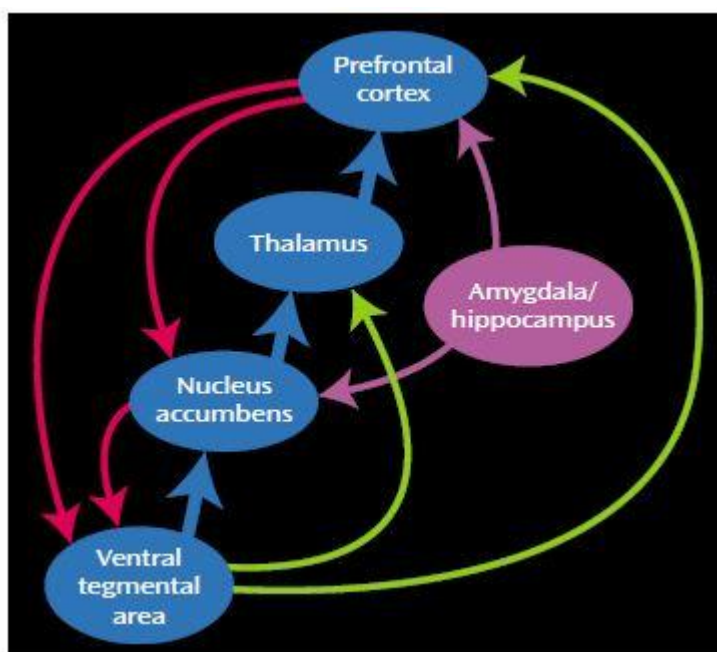 Prefrontal
cortex
Thalamus
Amygdala/
hippocampus
Nucleus
accumbens
Ventral
tegmental
area